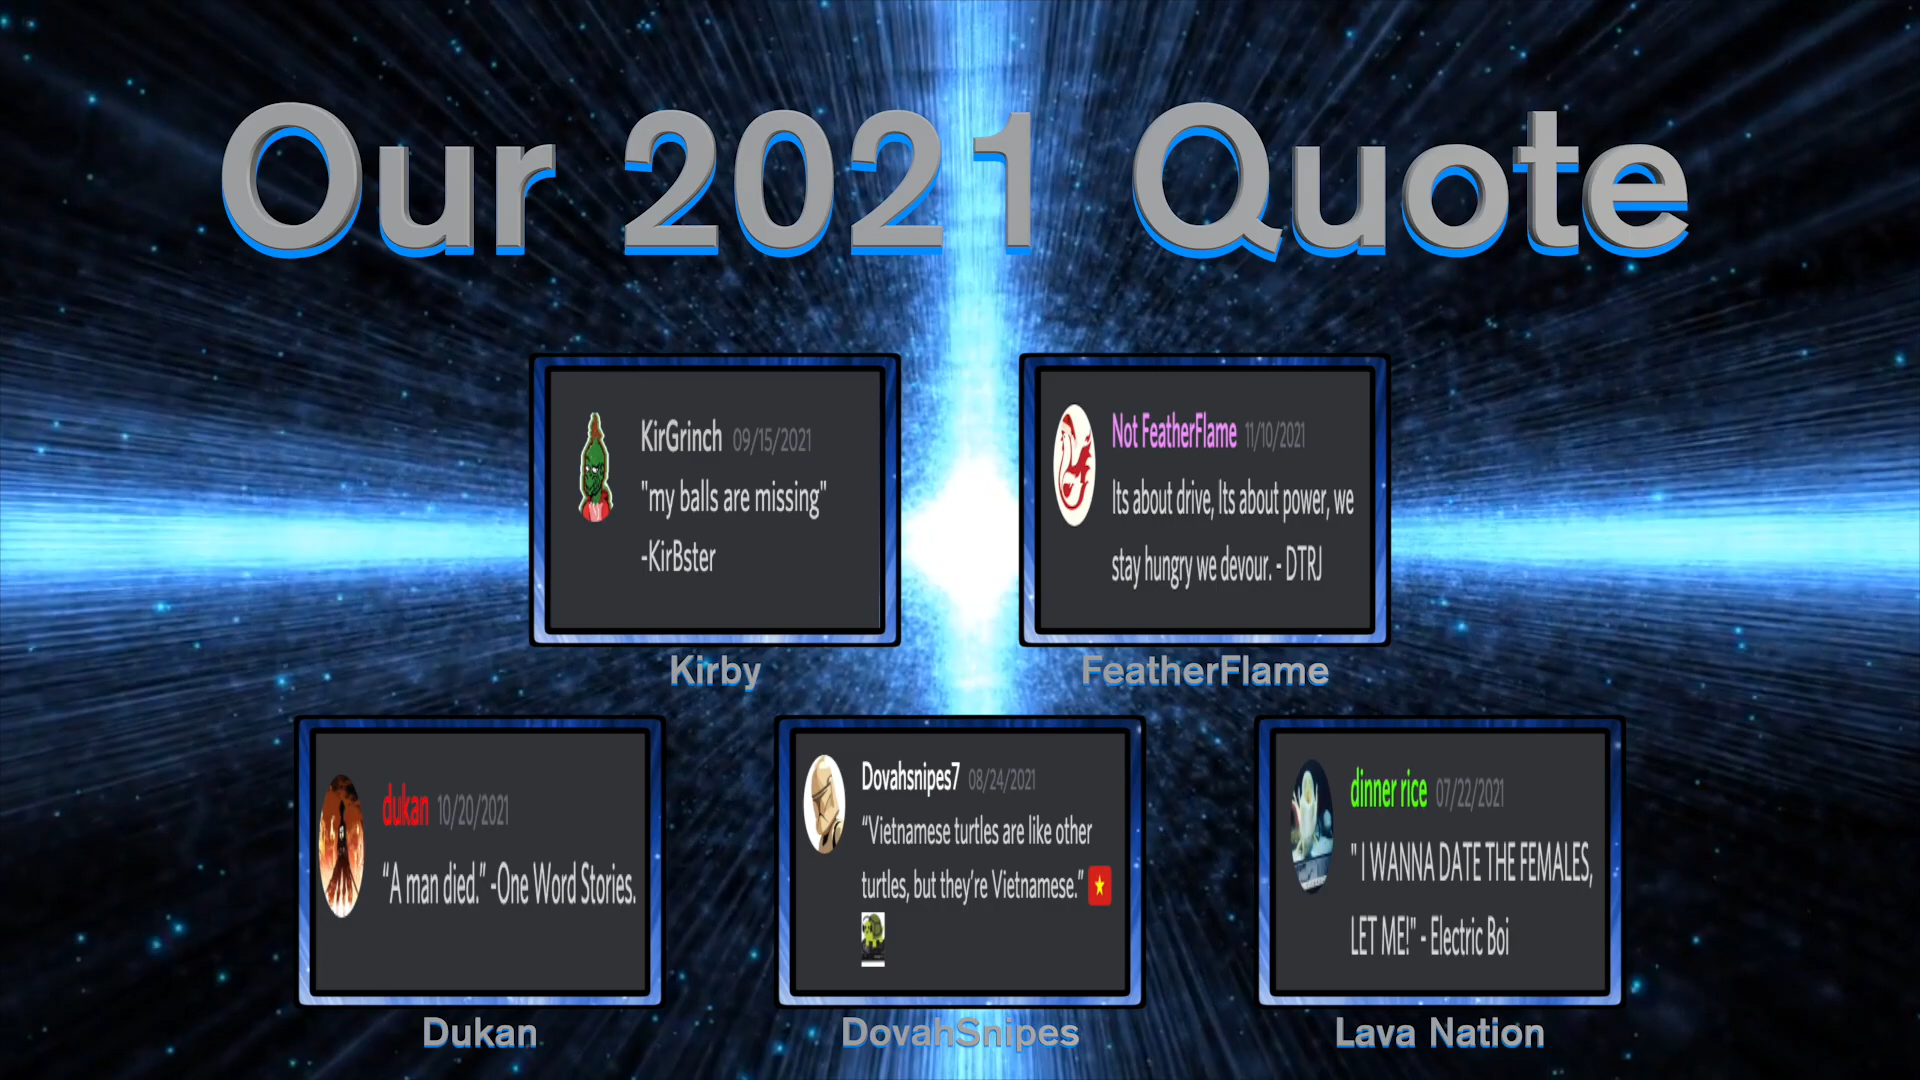 Our 2021 Quote
KirGrinch 09/15/2021
"my balls are missing"
-KirBster
Kirby
Not FeatherFlame 11/10/2021
Its about drive, Its about power, we
stay hungry we devour. - DTRJ
FeatherFlame
dukan 10/20/2021
“A man died.” -One Word Stories.
Dukan
Dovahsnipes7 08/24/2021
“Vietnamese turtles are like other
turtles, but they’re Vietnamese.”
DovahSnipes
dinner rice 07/22/2021
" I WANNA DATE THE FEMALES,
LET ME!" - Electric Boi
Lava Nation